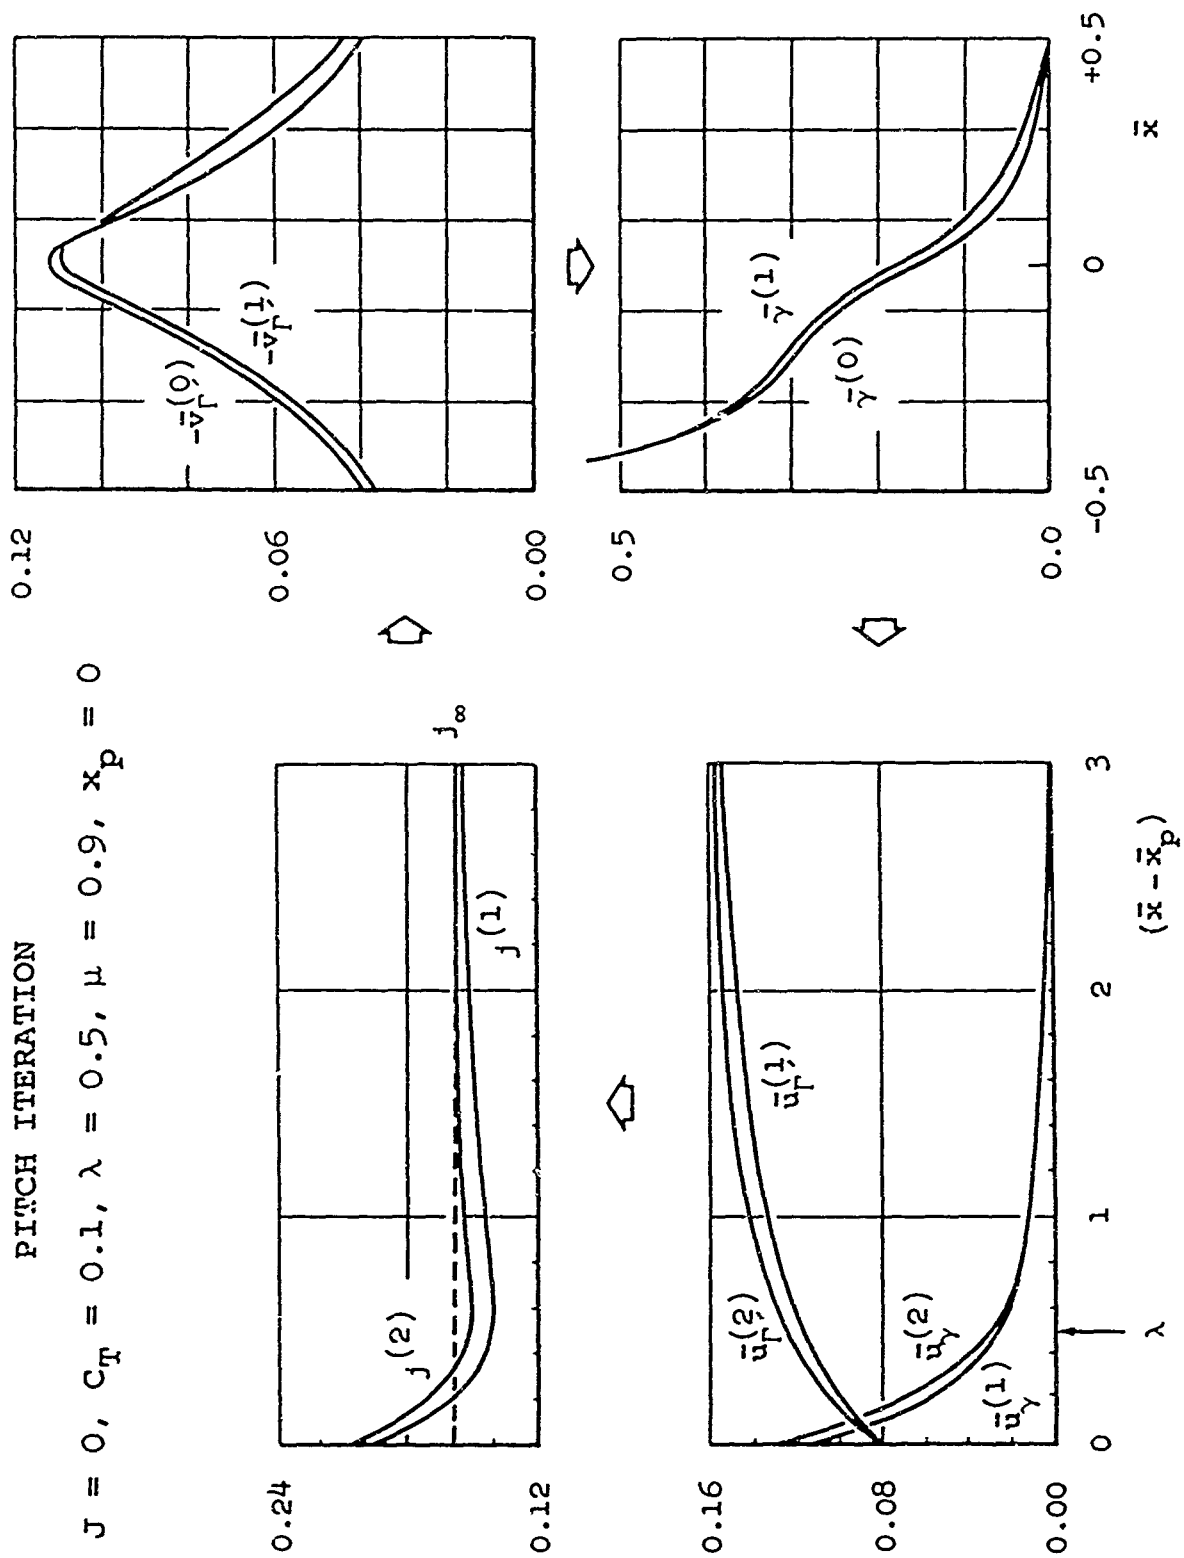 PITCH ITERATION
J = 0, C_T = 0.1, λ = 0.5, μ = 0.9, x_p = 0
0.24
0.12
j^(2)
j^(1)
j_∞
0.12
0.06
0.00
-v̄_Γ^(0)
-v̄_Γ^(1)
0.16
0.08
0.00
ū_Γ^(2)
ū_Γ^(1)
ū_γ^(2)
ū_γ^(1)
0
1
2
3
λ
(x̄ - x̄_p)
0.5
0.0
γ̄^(1)
γ̄^(0)
-0.5
0
+0.5
x̄